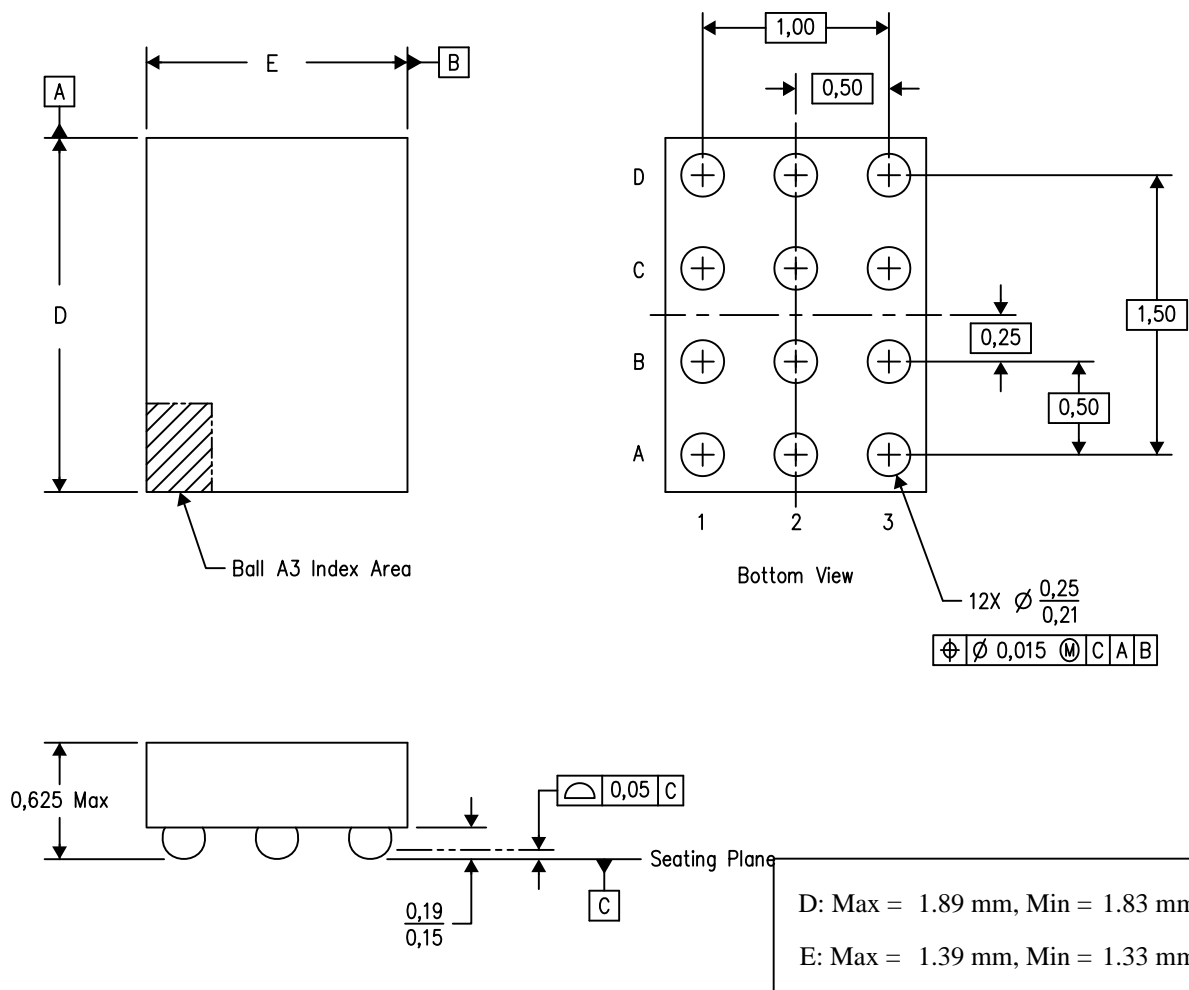 1,00
E
B
0,50
A
D
D
C
B
A
0,25
1,50
0,50
1 2 3
Ball A3 Index Area
Bottom View
12X Ø 0,25
0,21
⌖ Ø 0,015 Ⓜ C A B
0,625 Max
⌓ 0,05 C
Seating Plane
C
0,19
0,15
D: Max = 1.89 mm, Min = 1.83 mm
E: Max = 1.39 mm, Min = 1.33 mm